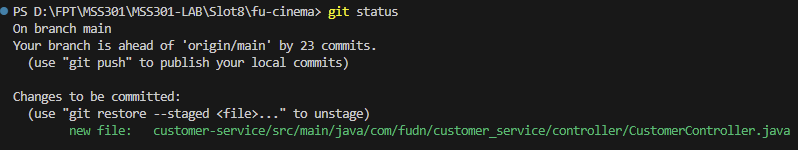 PS D:\FPT\MSS301\MSS301-LAB\Slot8\fu-cinema> git status
On branch main
Your branch is ahead of 'origin/main' by 23 commits.
  (use "git push" to publish your local commits)

Changes to be committed:
  (use "git restore --staged <file>..." to unstage)
        new file:   customer-service/src/main/java/com/fudn/customer_service/controller/CustomerController.java